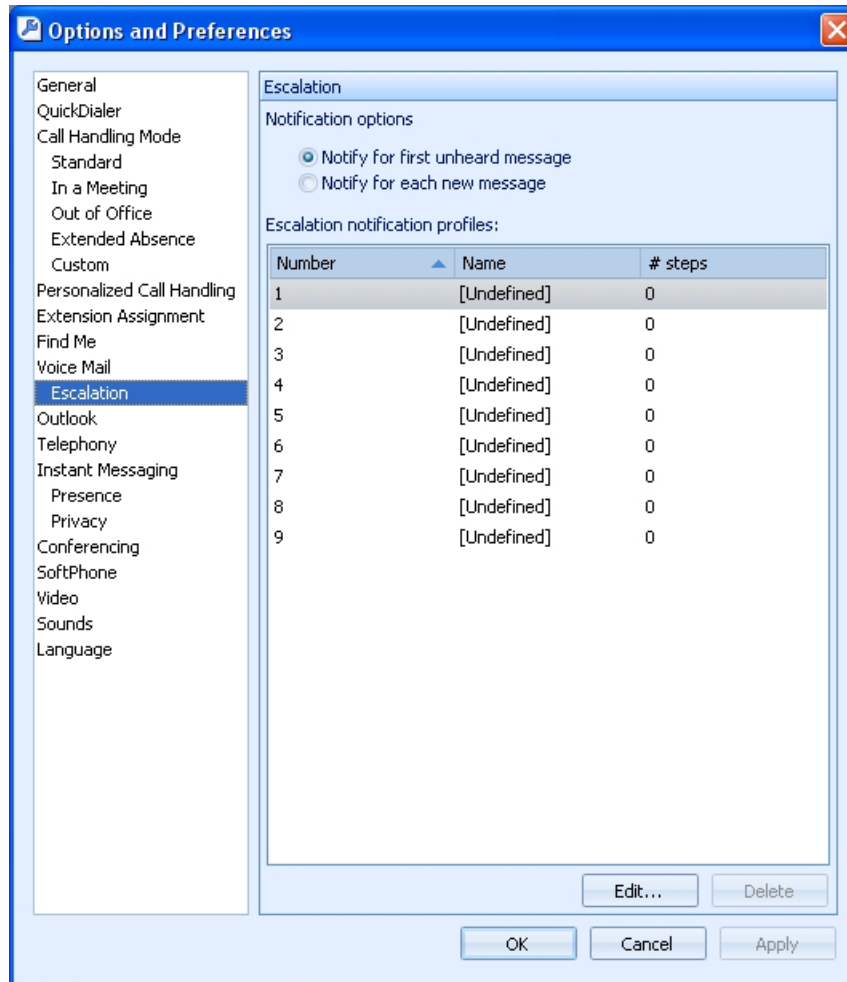 Options and Preferences
General
QuickDialer
Call Handling Mode
Standard
In a Meeting
Out of Office
Extended Absence
Custom
Personalized Call Handling
Extension Assignment
Find Me
Voice Mail
Escalation
Outlook
Telephony
Instant Messaging
Presence
Privacy
Conferencing
SoftPhone
Video
Sounds
Language
Escalation
Notification options
Notify for first unheard message
Notify for each new message
Escalation notification profiles:
Number Name # steps
1 [Undefined] 0
2 [Undefined] 0
3 [Undefined] 0
4 [Undefined] 0
5 [Undefined] 0
6 [Undefined] 0
7 [Undefined] 0
8 [Undefined] 0
9 [Undefined] 0
Edit... Delete
OK Cancel Apply